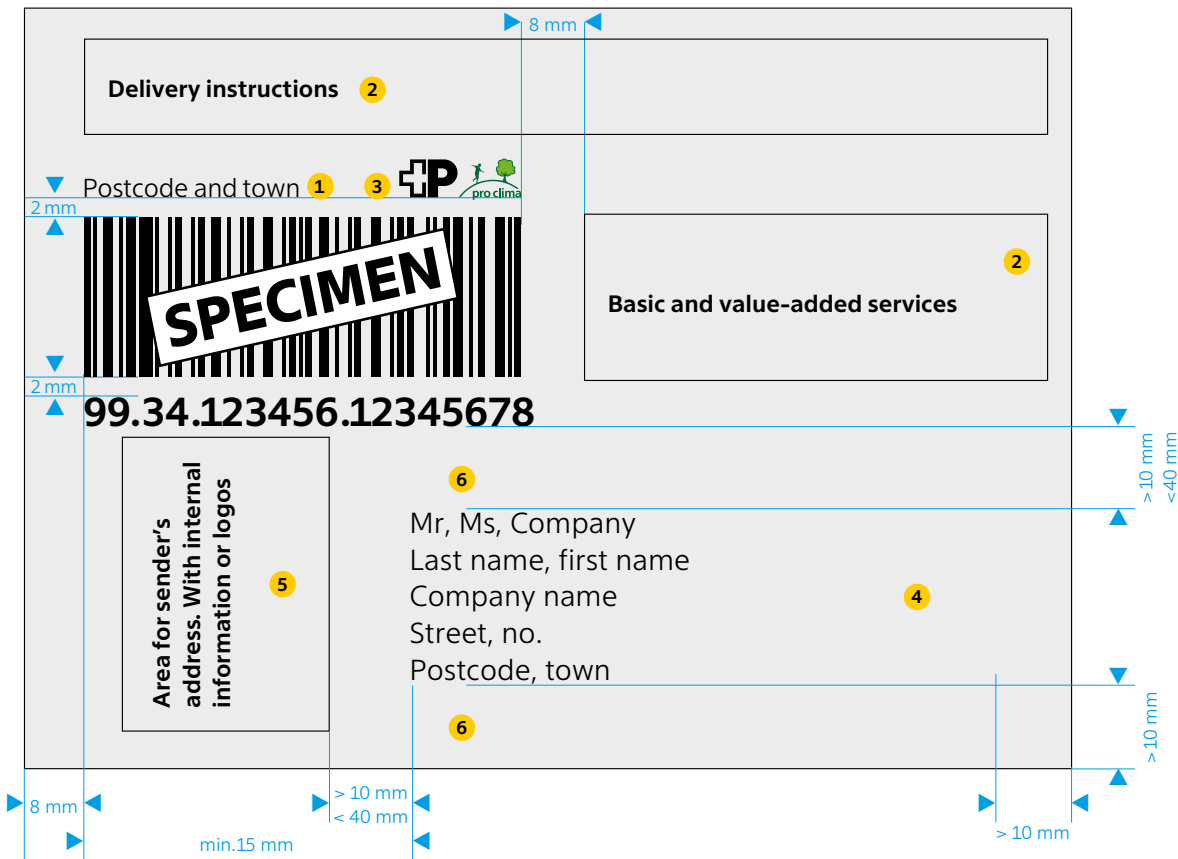 8 mm
Delivery instructions 2
Postcode and town 1 3 P pro clima
2 mm
SPECIMEN
2
Basic and value-added services
2 mm
99.34.123456.12345678
> 10 mm
< 40 mm
6
Area for sender's
address. With internal
information or logos
5
Mr, Ms, Company
Last name, first name
Company name
Street, no.
Postcode, town
4
6
> 10 mm
8 mm
> 10 mm
< 40 mm
min.15 mm
> 10 mm